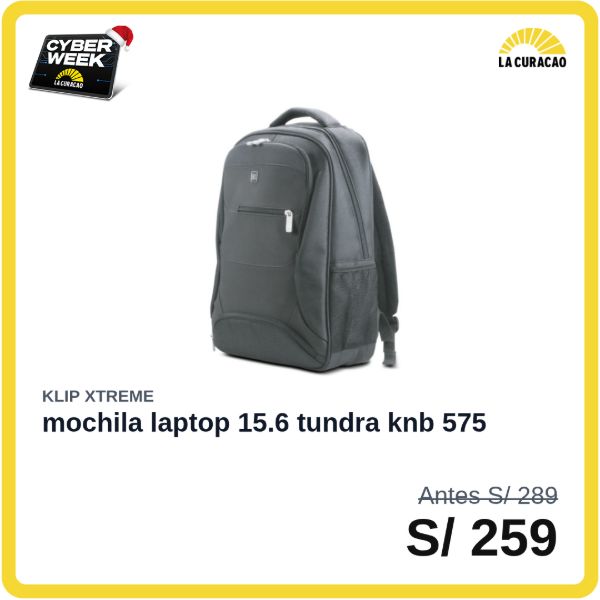 CYBER
WEEK
LA CURACAO
LA CURACAO
KLIP XTREME
mochila laptop 15.6 tundra knb 575
Antes S/ 289
S/ 259